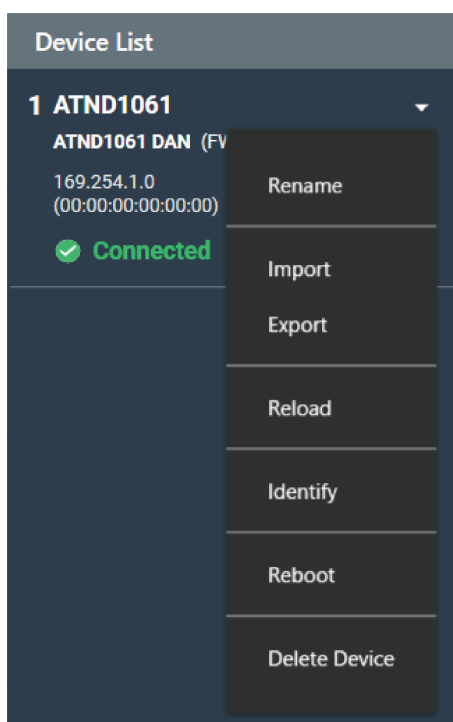 Device List
1 ATND1061
ATND1061 DAN (FW
169.254.1.0
(00:00:00:00:00:00)
Connected
Rename
Import
Export
Reload
Identify
Reboot
Delete Device